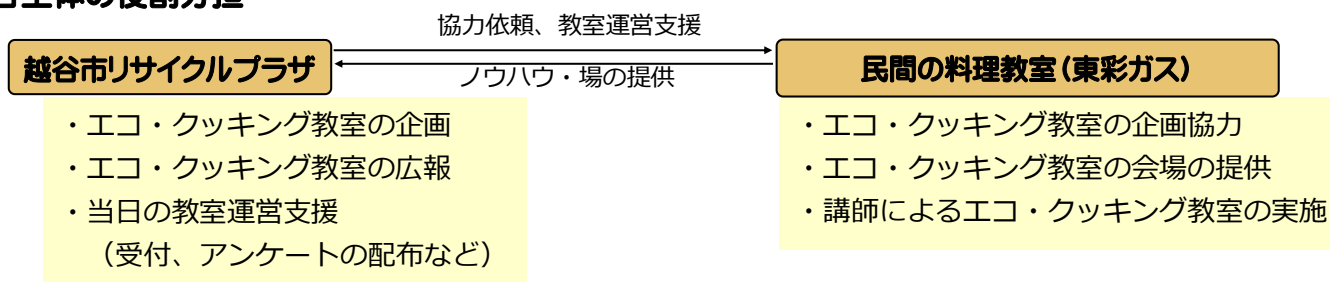 協力依頼、教室運営支援
越谷市リサイクルプラザ
ノウハウ・場の提供
民間の料理教室(東彩ガス)
・エコ・クッキング教室の企画
・エコ・クッキング教室の広報
・当日の教室運営支援
(受付、アンケートの配布など)
・エコ・クッキング教室の企画協力
・エコ・クッキング教室の会場の提供
・講師によるエコ・クッキング教室の実施